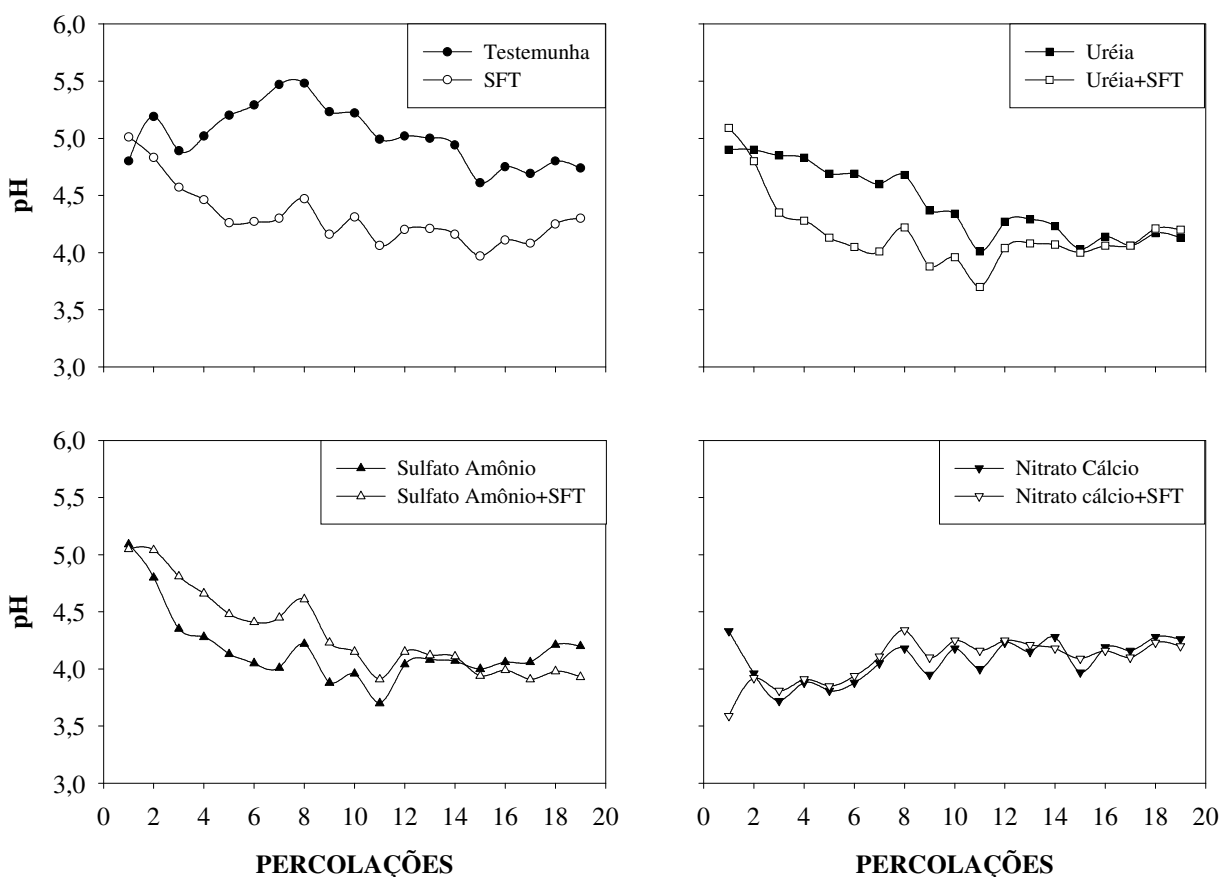 6,0
5,5
5,0
4,5
4,0
3,5
3,0
pH
Testemunha
SFT
Uréia
Uréia+SFT
6,0
5,5
5,0
4,5
4,0
3,5
3,0
pH
Sulfato Amônio
Sulfato Amônio+SFT
0 2 4 6 8 10 12 14 16 18 20
PERCOLAÇÕES
Nitrato Cálcio
Nitrato cálcio+SFT
0 2 4 6 8 10 12 14 16 18 20
PERCOLAÇÕES